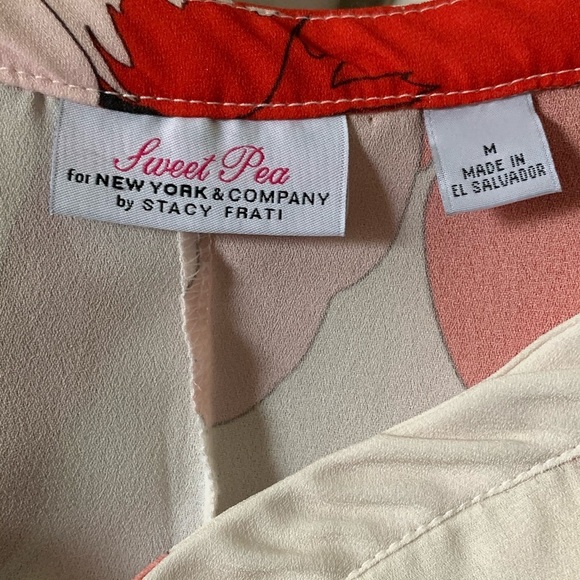 Sweet Pea
for NEW YORK & COMPANY
by STACY FRATI
M
MADE IN
EL SALVADOR